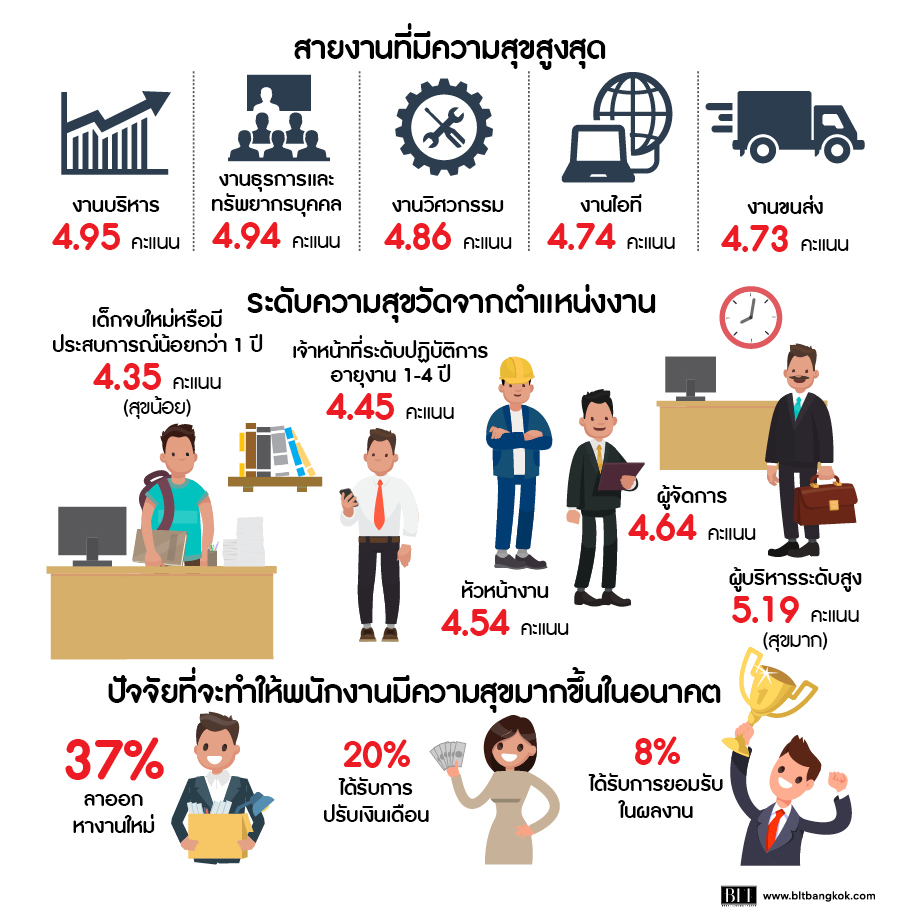 สายงานที่มีความสุขสูงสุด
งานบริหาร
4.95 คะแนน
งานธุรการและ
ทรัพยากรบุคคล
4.94 คะแนน
งานวิศวกรรม
4.86 คะแนน
งานไอที
4.74 คะแนน
งานขนส่ง
4.73 คะแนน
ระดับความสุขวัดจากตำแหน่งงาน
เด็กจบใหม่หรือมี
ประสบการณ์น้อยกว่า 1 ปี
4.35 คะแนน
(สุขน้อย)
เจ้าหน้าที่ระดับปฏิบัติการ
อายุงาน 1-4 ปี
4.45 คะแนน
หัวหน้างาน
4.54 คะแนน
ผู้จัดการ
4.64 คะแนน
ผู้บริหารระดับสูง
5.19 คะแนน
(สุขมาก)
ปัจจัยที่จะทำให้พนักงานมีความสุขมากขึ้นในอนาคต
37%
ลาออก
หางานใหม่
20%
ได้รับการ
ปรับเงินเดือน
8%
ได้รับการยอมรับ
ในผลงาน
BLT www.bltbangkok.com